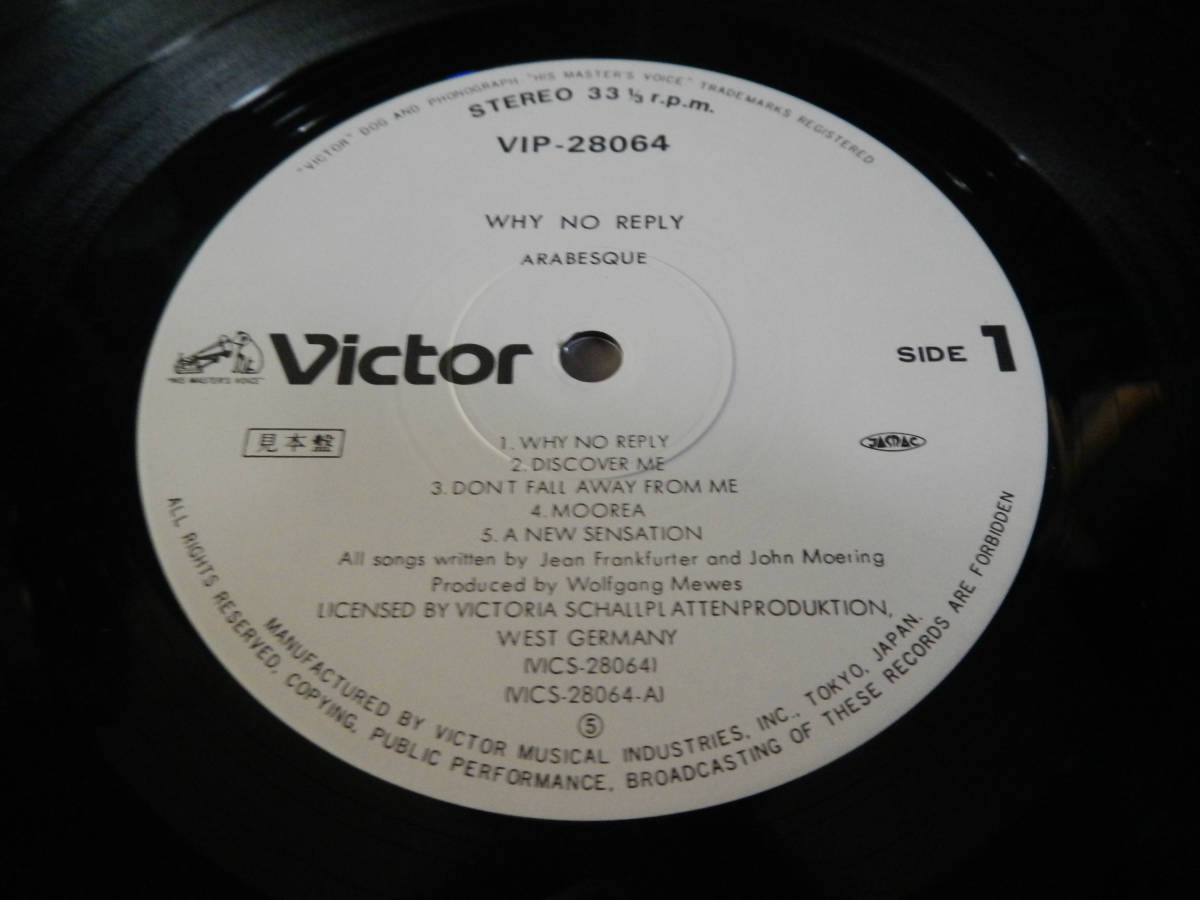 "VICTOR" DOG AND PHONOGRAPH "HIS MASTER'S VOICE" TRADEMARKS REGISTERED
STEREO 33 ⅓ r.p.m.
VIP-28064
WHY NO REPLY
ARABESQUE
"HIS MASTER'S VOICE"
Victor
SIDE 1
見本盤
JASMAC
1. WHY NO REPLY
2. DISCOVER ME
3. DON'T FALL AWAY FROM ME
4. MOOREA
5. A NEW SENSATION
All songs written by Jean Frankfurter and John Moering
Produced by Wolfgang Mewes
LICENSED BY VICTORIA SCHALLPLATTENPRODUKTION,
WEST GERMANY
(VICS-28064)
(VICS-28064-A)
⑤
MANUFACTURED BY VICTOR MUSICAL INDUSTRIES, INC., TOKYO, JAPAN.
ALL RIGHTS RESERVED, COPYING, PUBLIC PERFORMANCE, BROADCASTING OF THESE RECORDS ARE FORBIDDEN